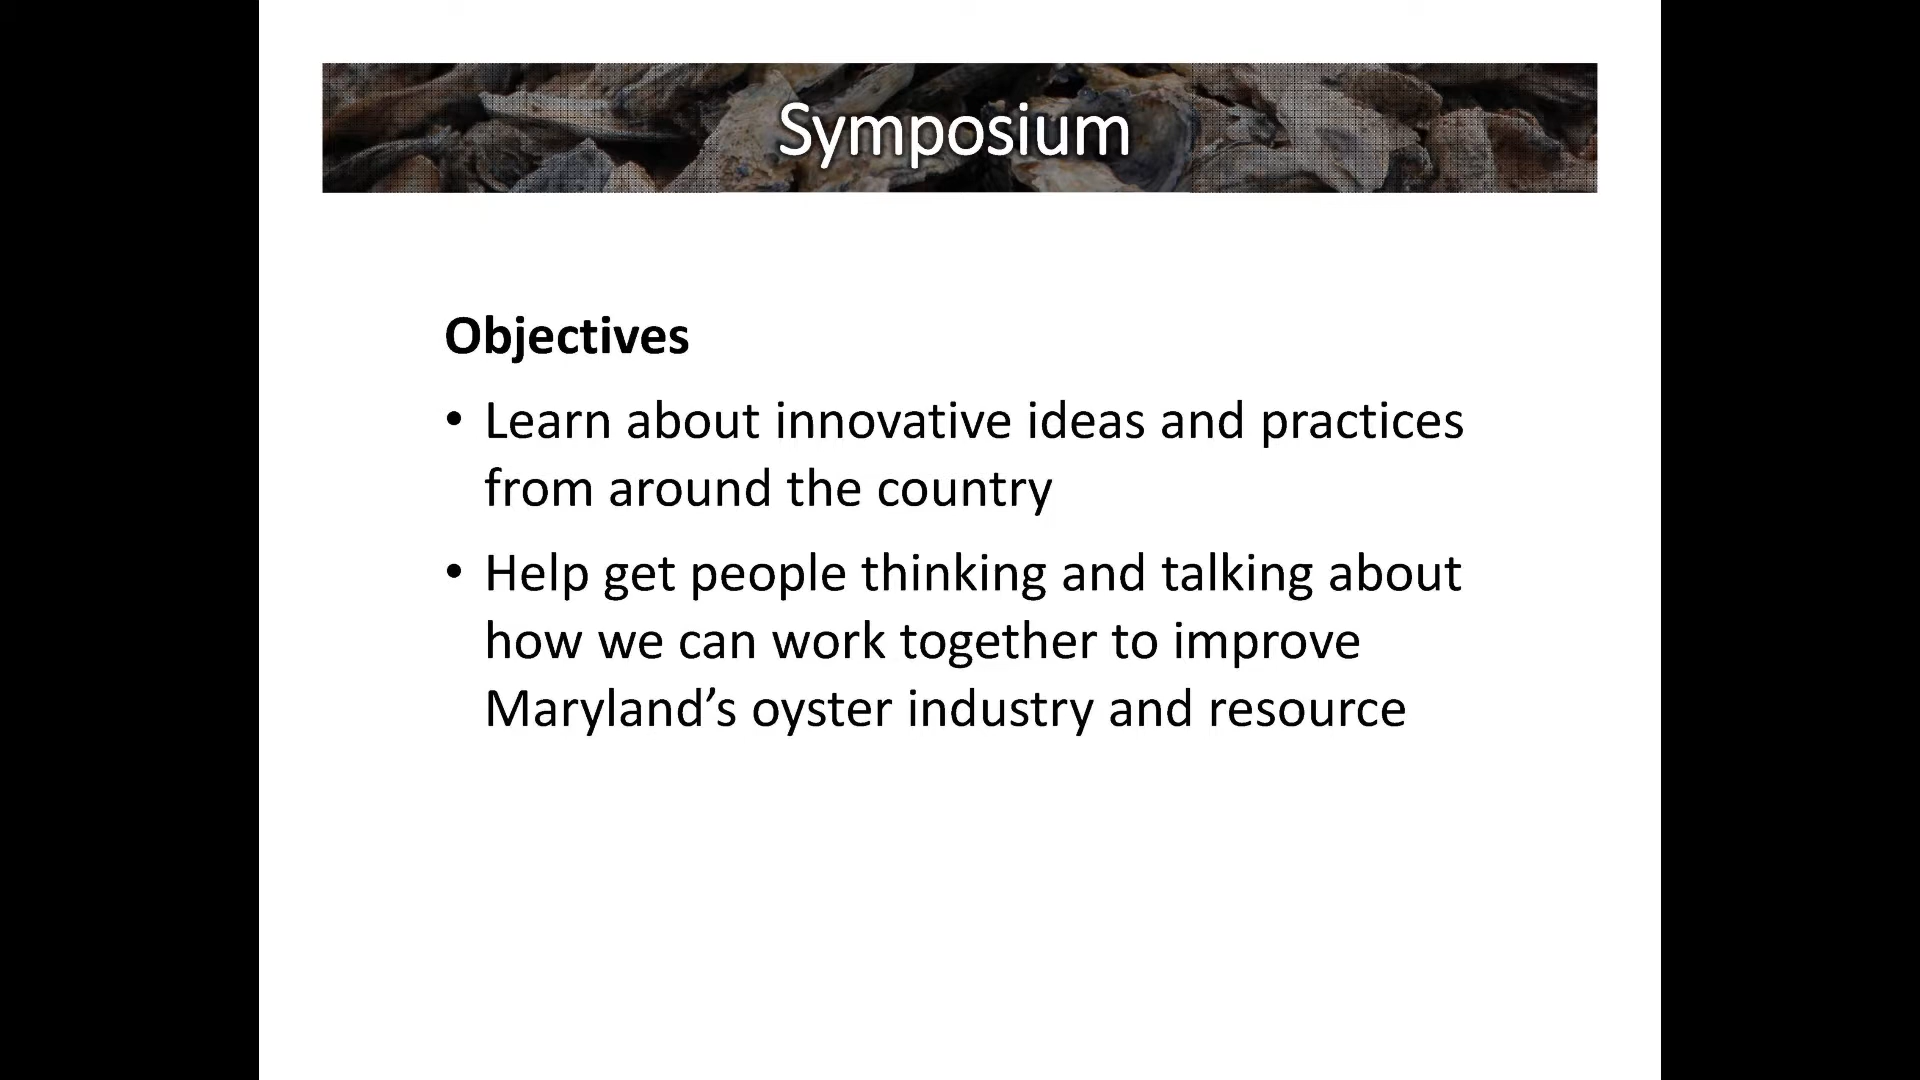 Symposium
Objectives
• Learn about innovative ideas and practices
from around the country
• Help get people thinking and talking about
how we can work together to improve
Maryland’s oyster industry and resource